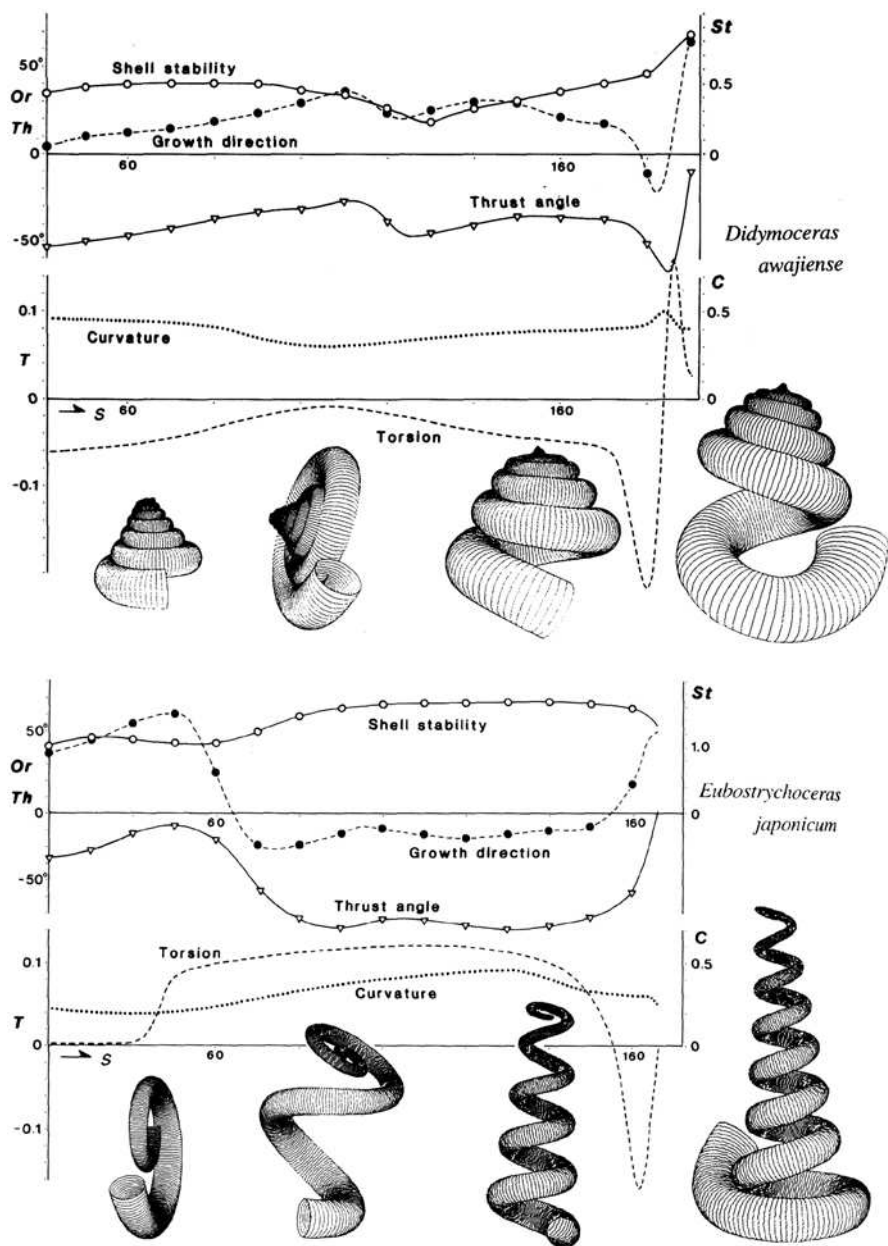 St
50°
Shell stability
0.5
Or
Th
Growth direction
0
60
160
0
Thrust angle
-50°
Didymoceras
awajiense
C
0.1
0.5
Curvature
T
0
→ S
60
160
0
Torsion
-0.1
St
50°
Shell stability
1.0
Or
Th
Eubostrychoceras
japonicum
0
60
160
0
Growth direction
-50°
Thrust angle
C
Torsion
0.1
0.5
Curvature
T
0
→ S
60
160
0
-0.1